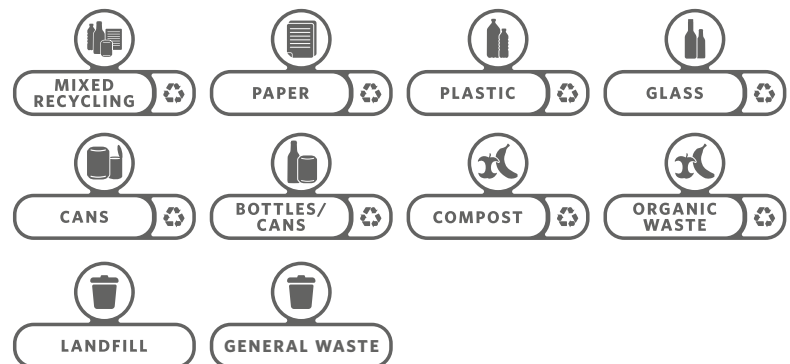 MIXED
RECYCLING
PAPER
PLASTIC
GLASS
CANS
BOTTLES/
CANS
COMPOST
ORGANIC
WASTE
LANDFILL
GENERAL WASTE